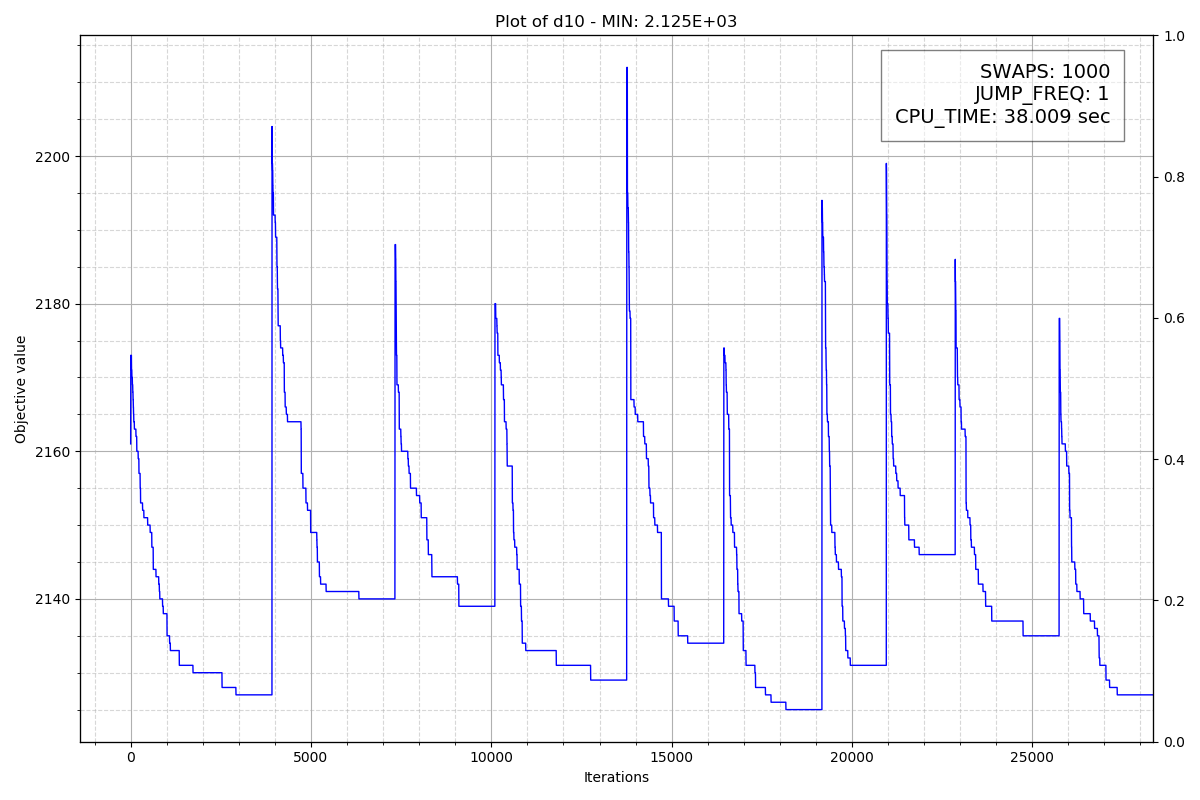 Plot of d10 - MIN: 2.125E+03
SWAPS: 1000
JUMP_FREQ: 1
CPU_TIME: 38.009 sec
Objective value
2200
2180
2160
2140
1.0
0.8
0.6
0.4
0.2
0.0
0 5000 10000 15000 20000 25000
Iterations